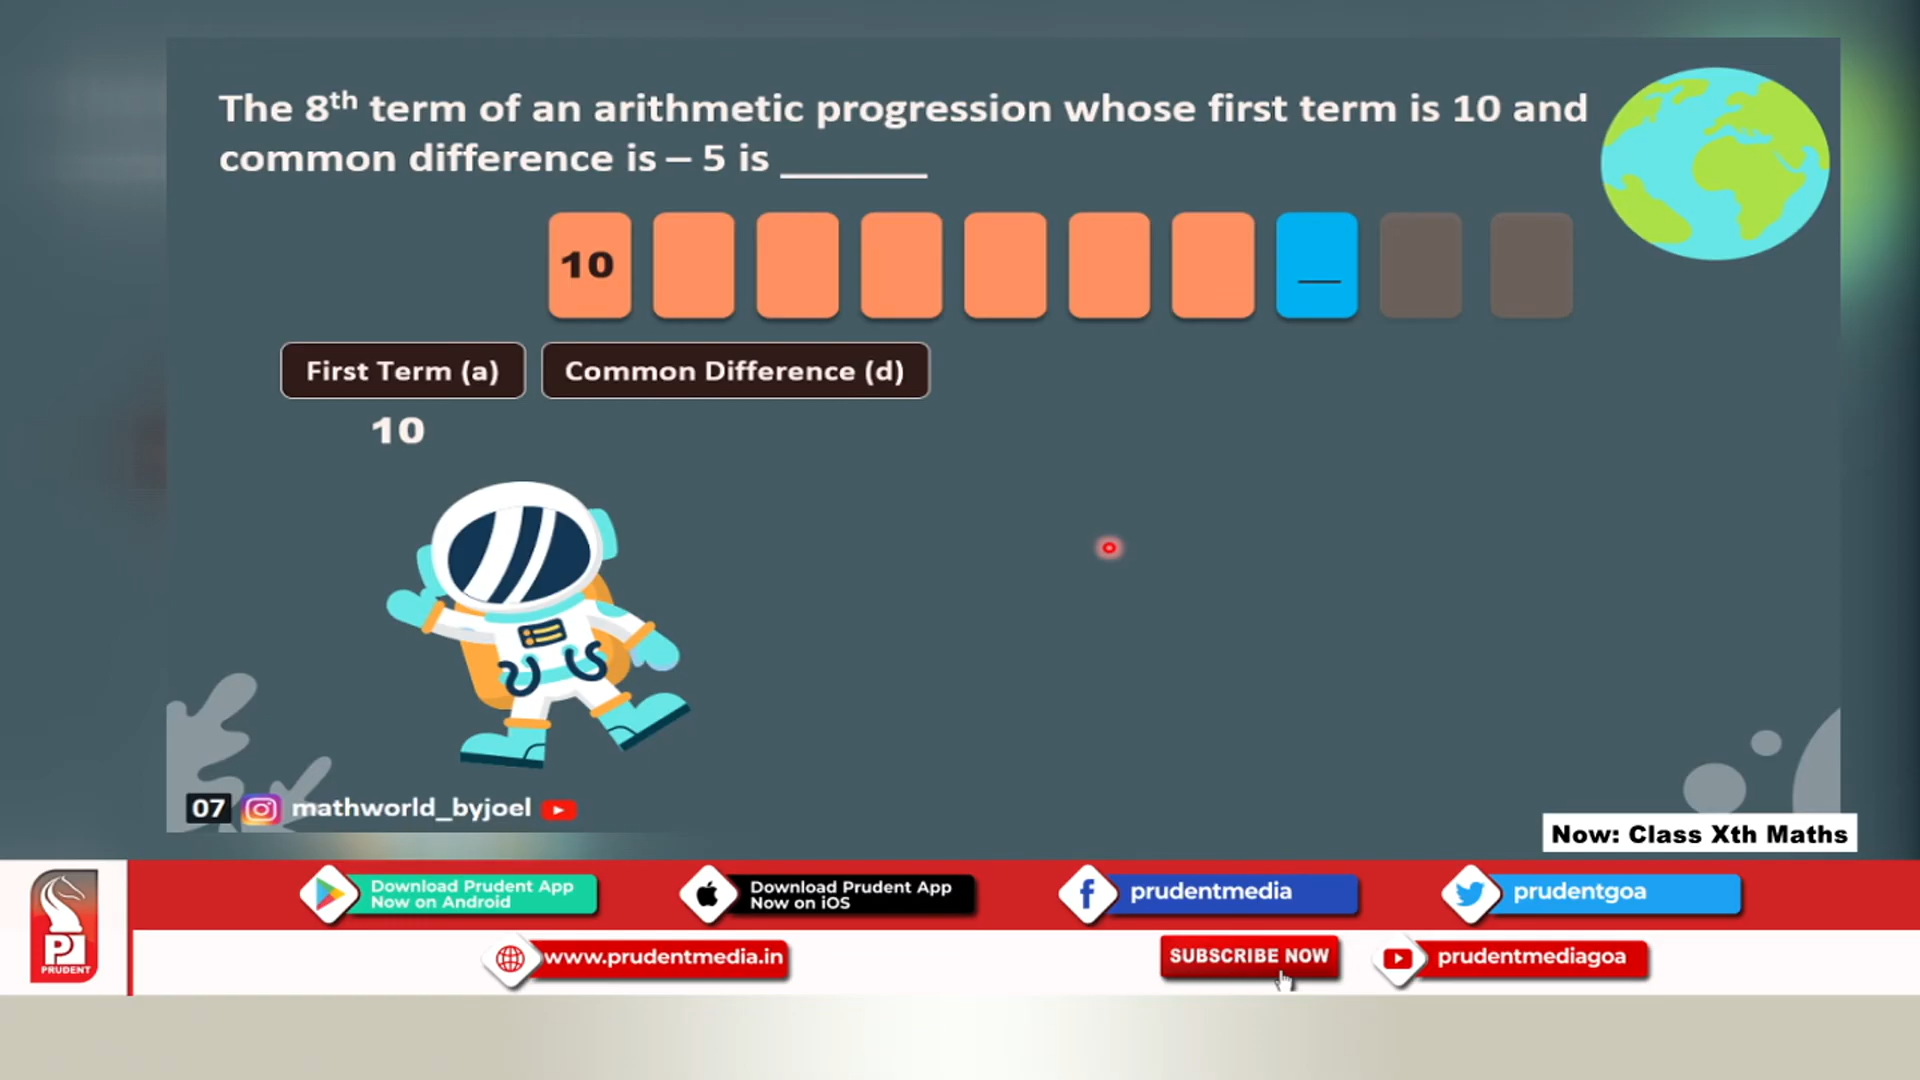 The 8th term of an arithmetic progression whose first term is 10 and
common difference is – 5 is ______
10 __
First Term (a) Common Difference (d)
10
07 mathworld_byjoel
Now: Class Xth Maths
Download Prudent App
Now on Android
Download Prudent App
Now on iOS
prudentmedia
prudentgoa
PRUDENT
www.prudentmedia.in
SUBSCRIBE NOW
prudentmediagoa